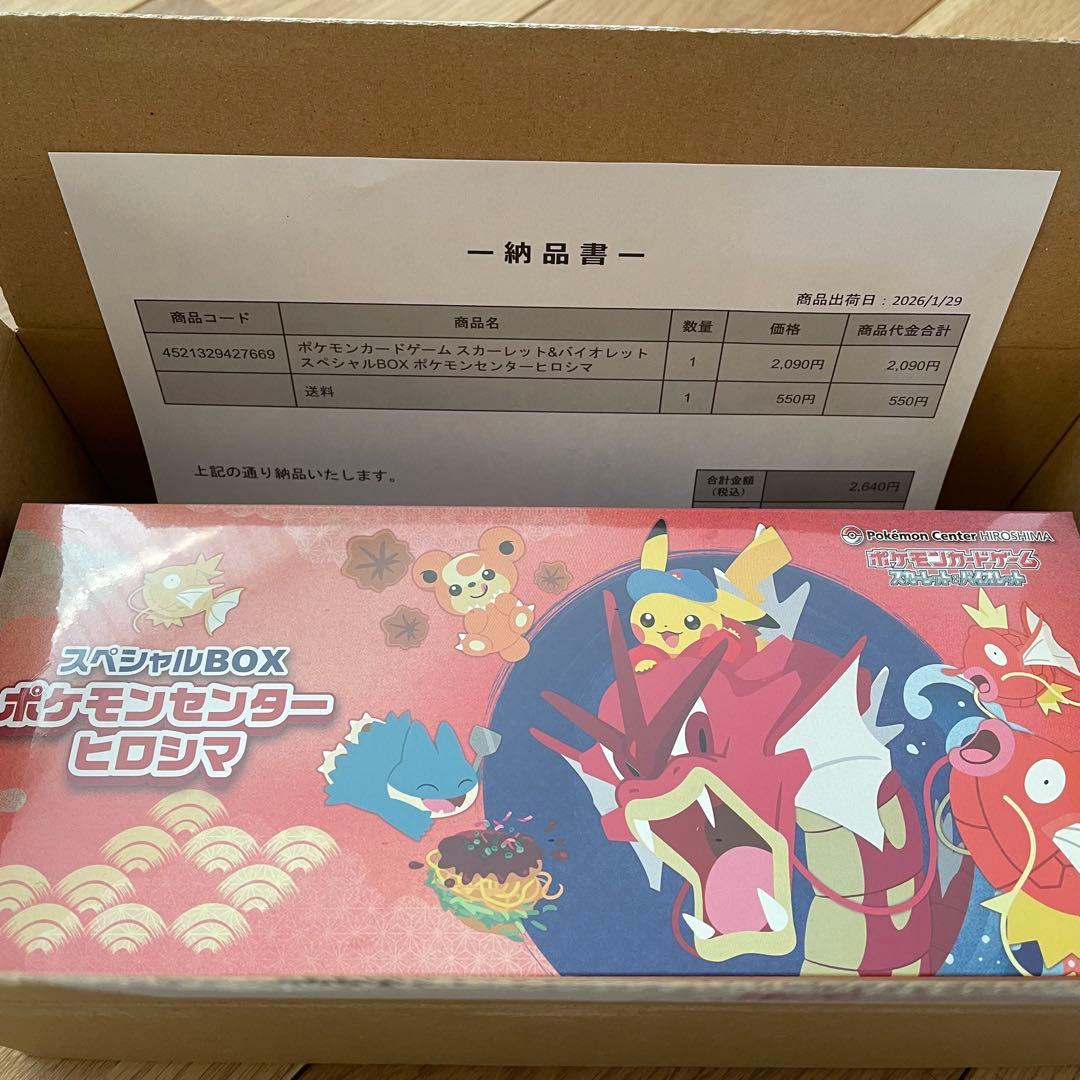 ー納品書ー
商品出荷日：2026/1/29
商品コード 商品名 数量 価格 商品代金合計
4521329427669 ポケモンカードゲーム スカーレット&バイオレット
スペシャルBOX ポケモンセンターヒロシマ 1 2,090円 2,090円
送料 1 550円 550円
上記の通り納品いたします。
合計金額
（税込） 2,640円
Pokémon Center HIROSHIMA
ポケモンカードゲーム
スカーレット&バイオレット
スペシャルBOX
ポケモンセンター
ヒロシマ